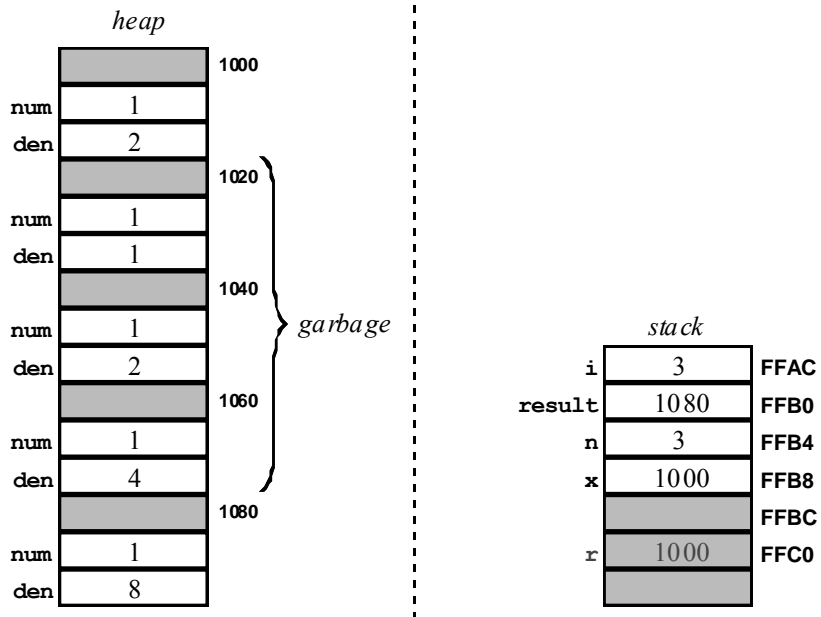 heap
1000
num 1
den 2
1020
num 1
den 1
1040
num 1
den 2
1060
num 1
den 4
1080
num 1
den 8
garbage
stack
i 3 FFAC
result 1080 FFB0
n 3 FFB4
x 1000 FFB8
FFBC
r 1000 FFC0